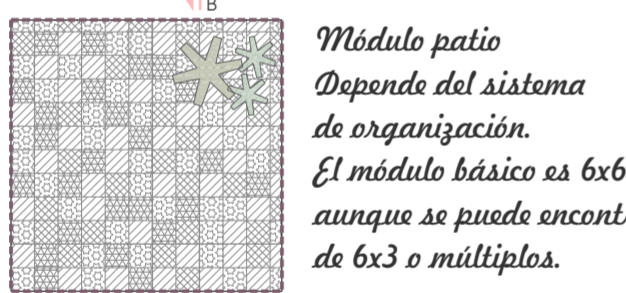 B
Módulo patio
Depende del sistema
de organización.
El módulo básico es 6x6
aunque se puede encont
de 6x3 o múltiplos.